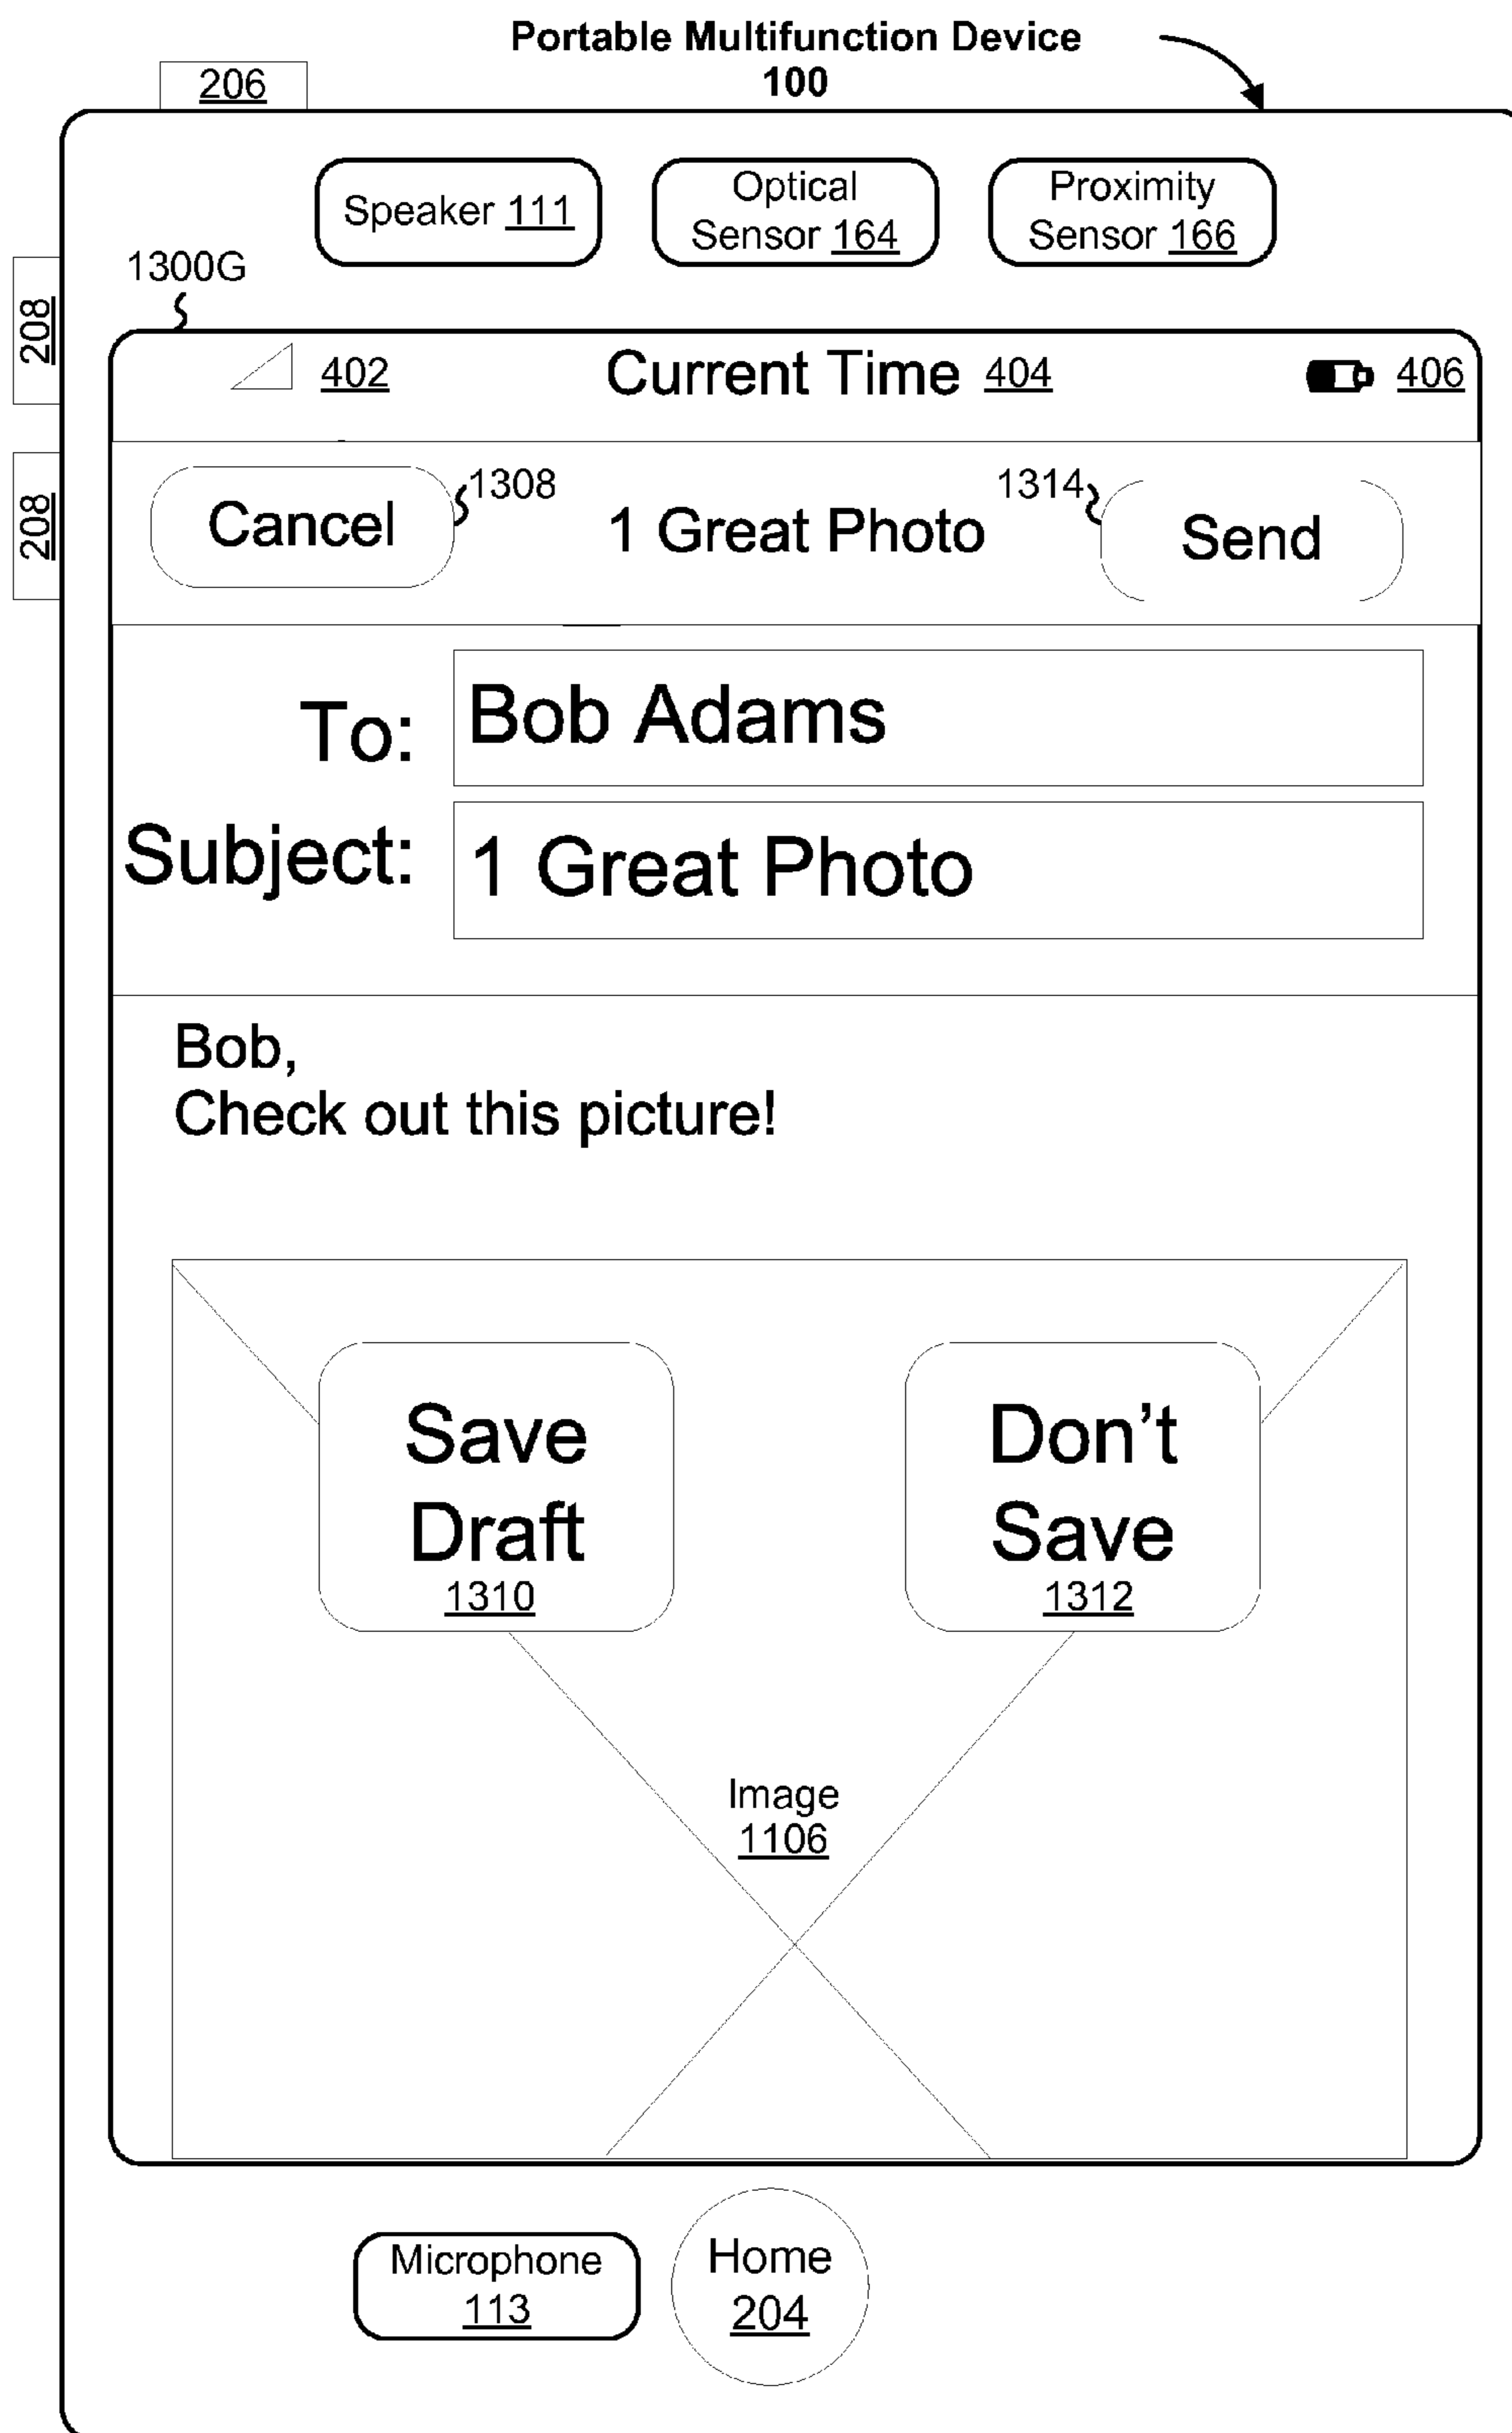 Portable Multifunction Device
100
206
Speaker 111
Optical
Sensor 164
Proximity
Sensor 166
1300G
208
402
Current Time 404
406
208
Cancel
1308
1 Great Photo
1314
Send
To:
Bob Adams
Subject:
1 Great Photo
Bob,
Check out this picture!
Save
Draft
1310
Don't
Save
1312
Image
1106
Microphone
113
Home
204